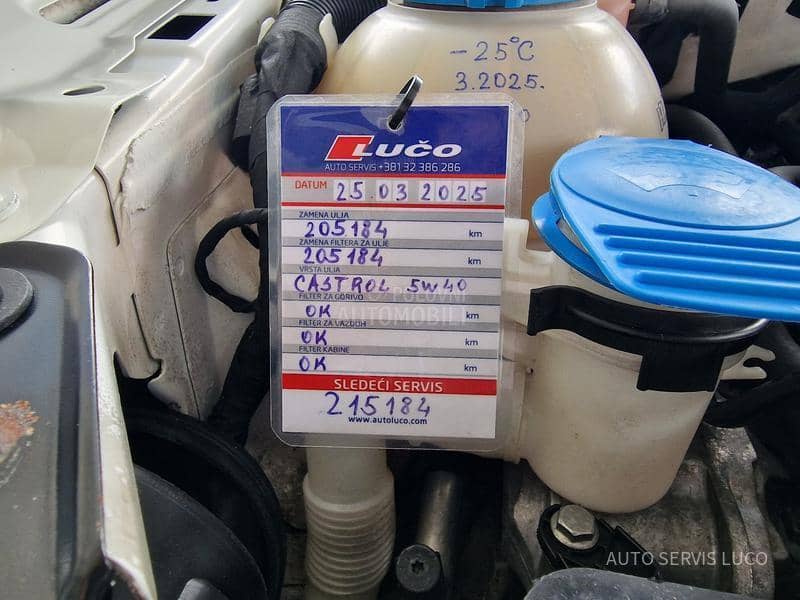 -25°C
3.2025.
LUČO
AUTO SERVIS +381 32 386 286
DATUM 25 03 2025
ZAMENA ULJA
205184 km
ZAMENA FILTERA ZA ULJE
205184 km
VRSTA ULJA
CASTROL 5W40
FILTER ZA GORIVO
OK km
FILTER ZA VAZDUH
OK km
FILTER KABINE
OK km
SLEDEĆI SERVIS
215184
www.autoluco.com
POLOVNI
AUTOMOBILI
AUTO SERVIS LUCO